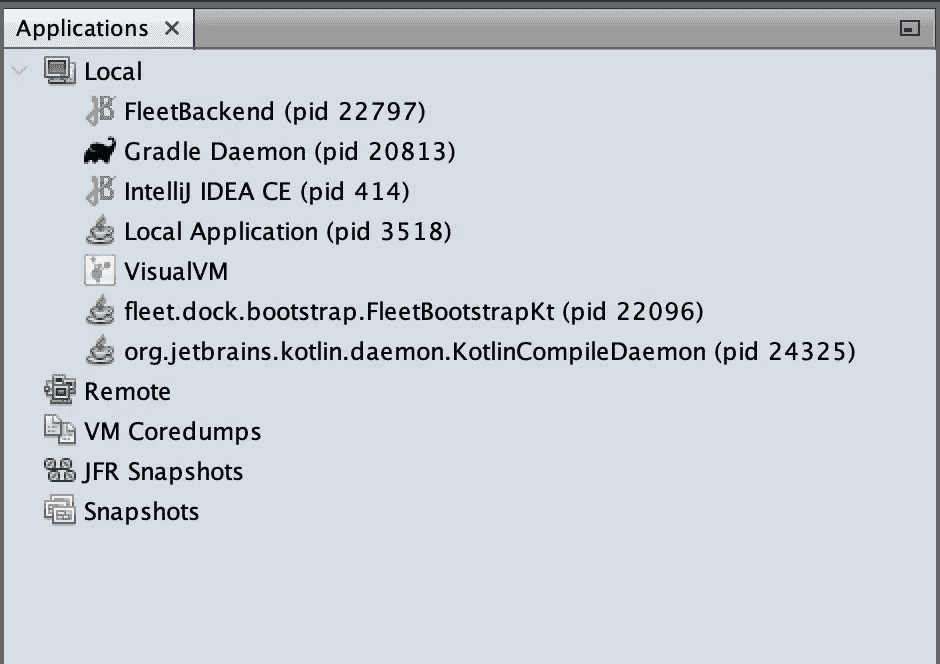 Applications
Local
FleetBackend (pid 22797)
Gradle Daemon (pid 20813)
IntelliJ IDEA CE (pid 414)
Local Application (pid 3518)
VisualVM
fleet.dock.bootstrap.FleetBootstrapKt (pid 22096)
org.jetbrains.kotlin.daemon.KotlinCompileDaemon (pid 24325)
Remote
VM Coredumps
JFR Snapshots
Snapshots